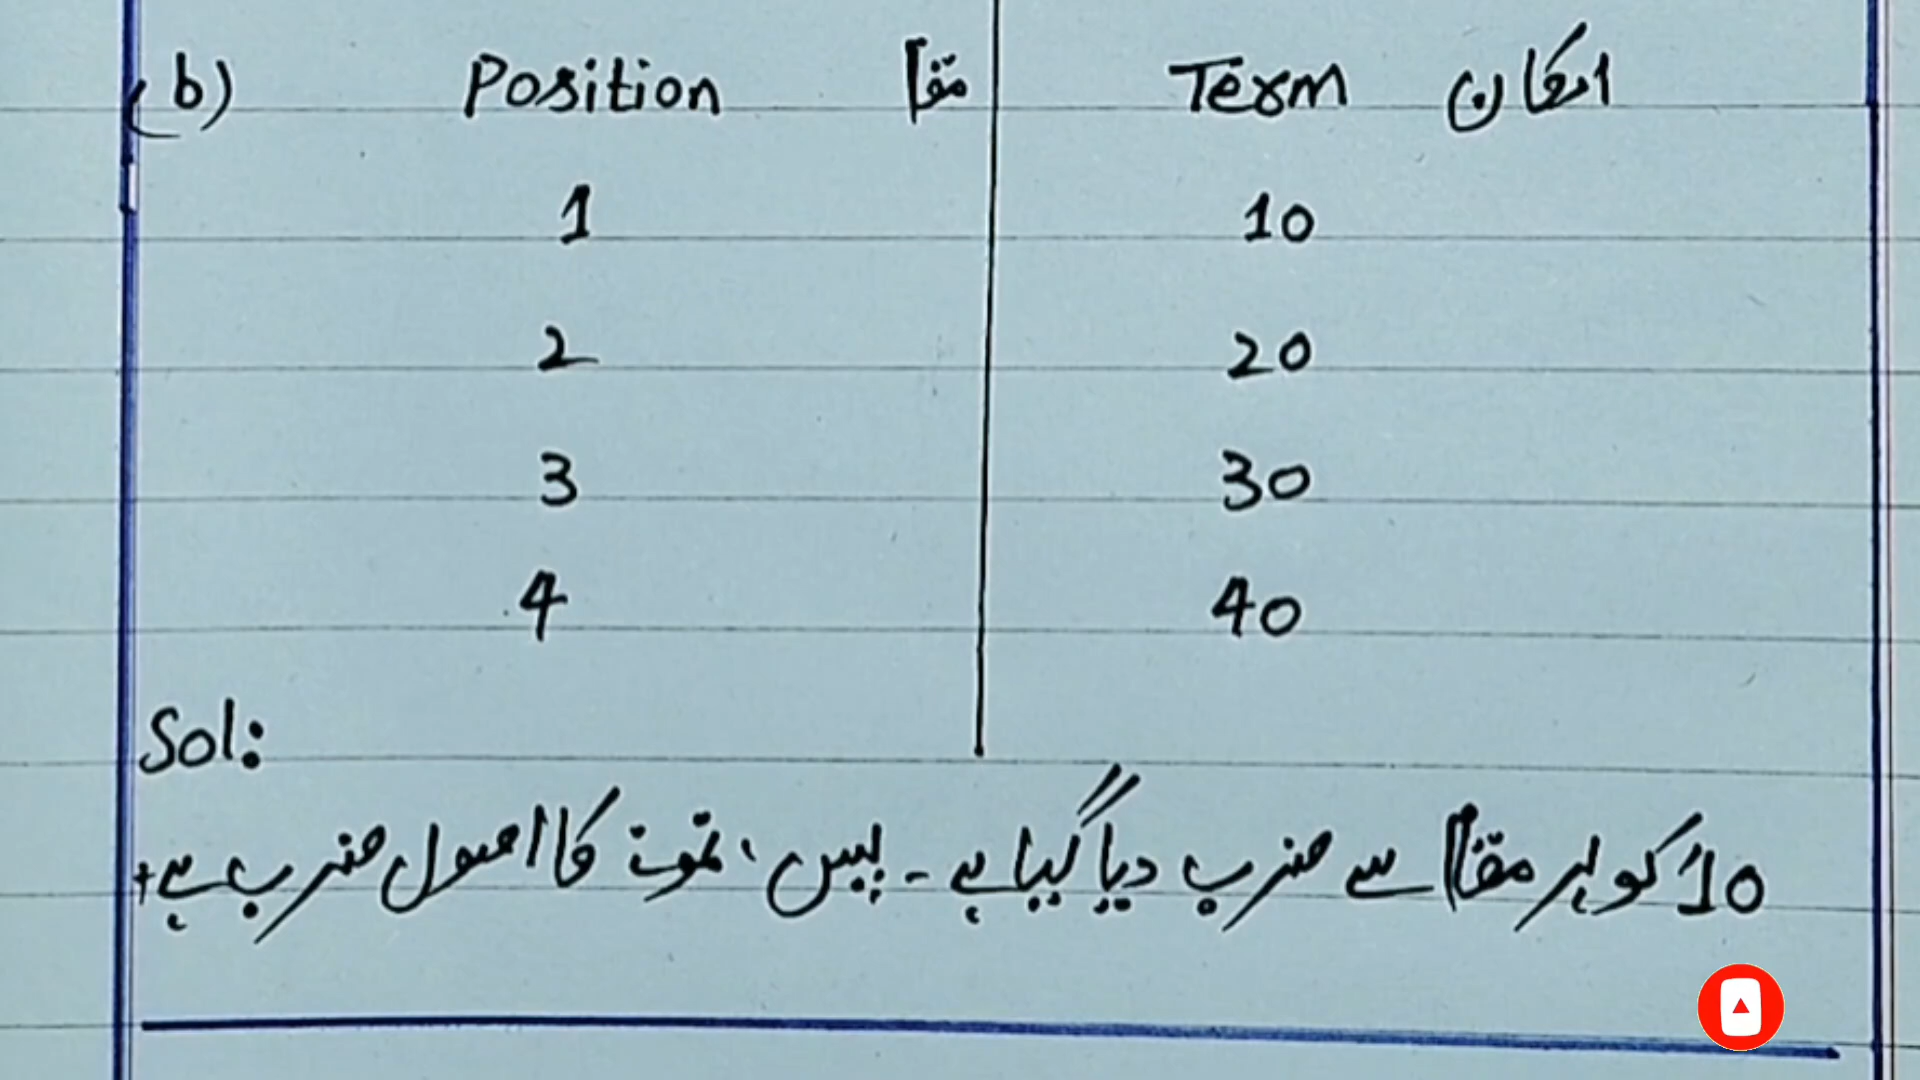 (b) Position مقام Term امکان
1 10
2 20
3 30
4 40
Sol:
10 کو ہر مقام سے ضرب دیا گیا ہے - پس، نمونہ کا اصول ضرب ہے